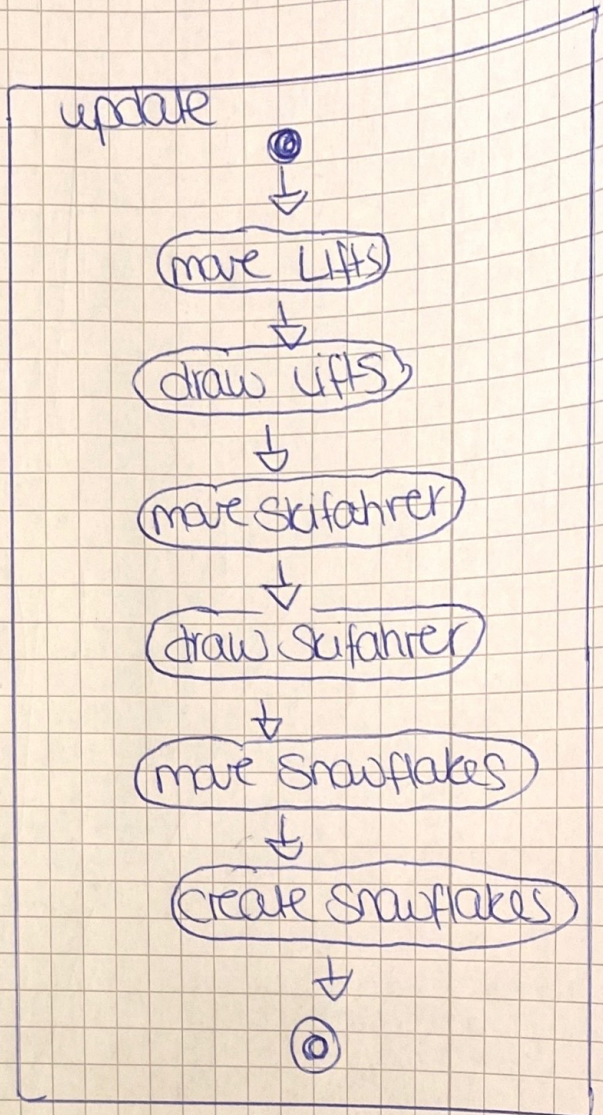 update
move Lifts
draw Lifts
move Skifahrer
draw Skifahrer
move Snowflakes
create Snowflakes